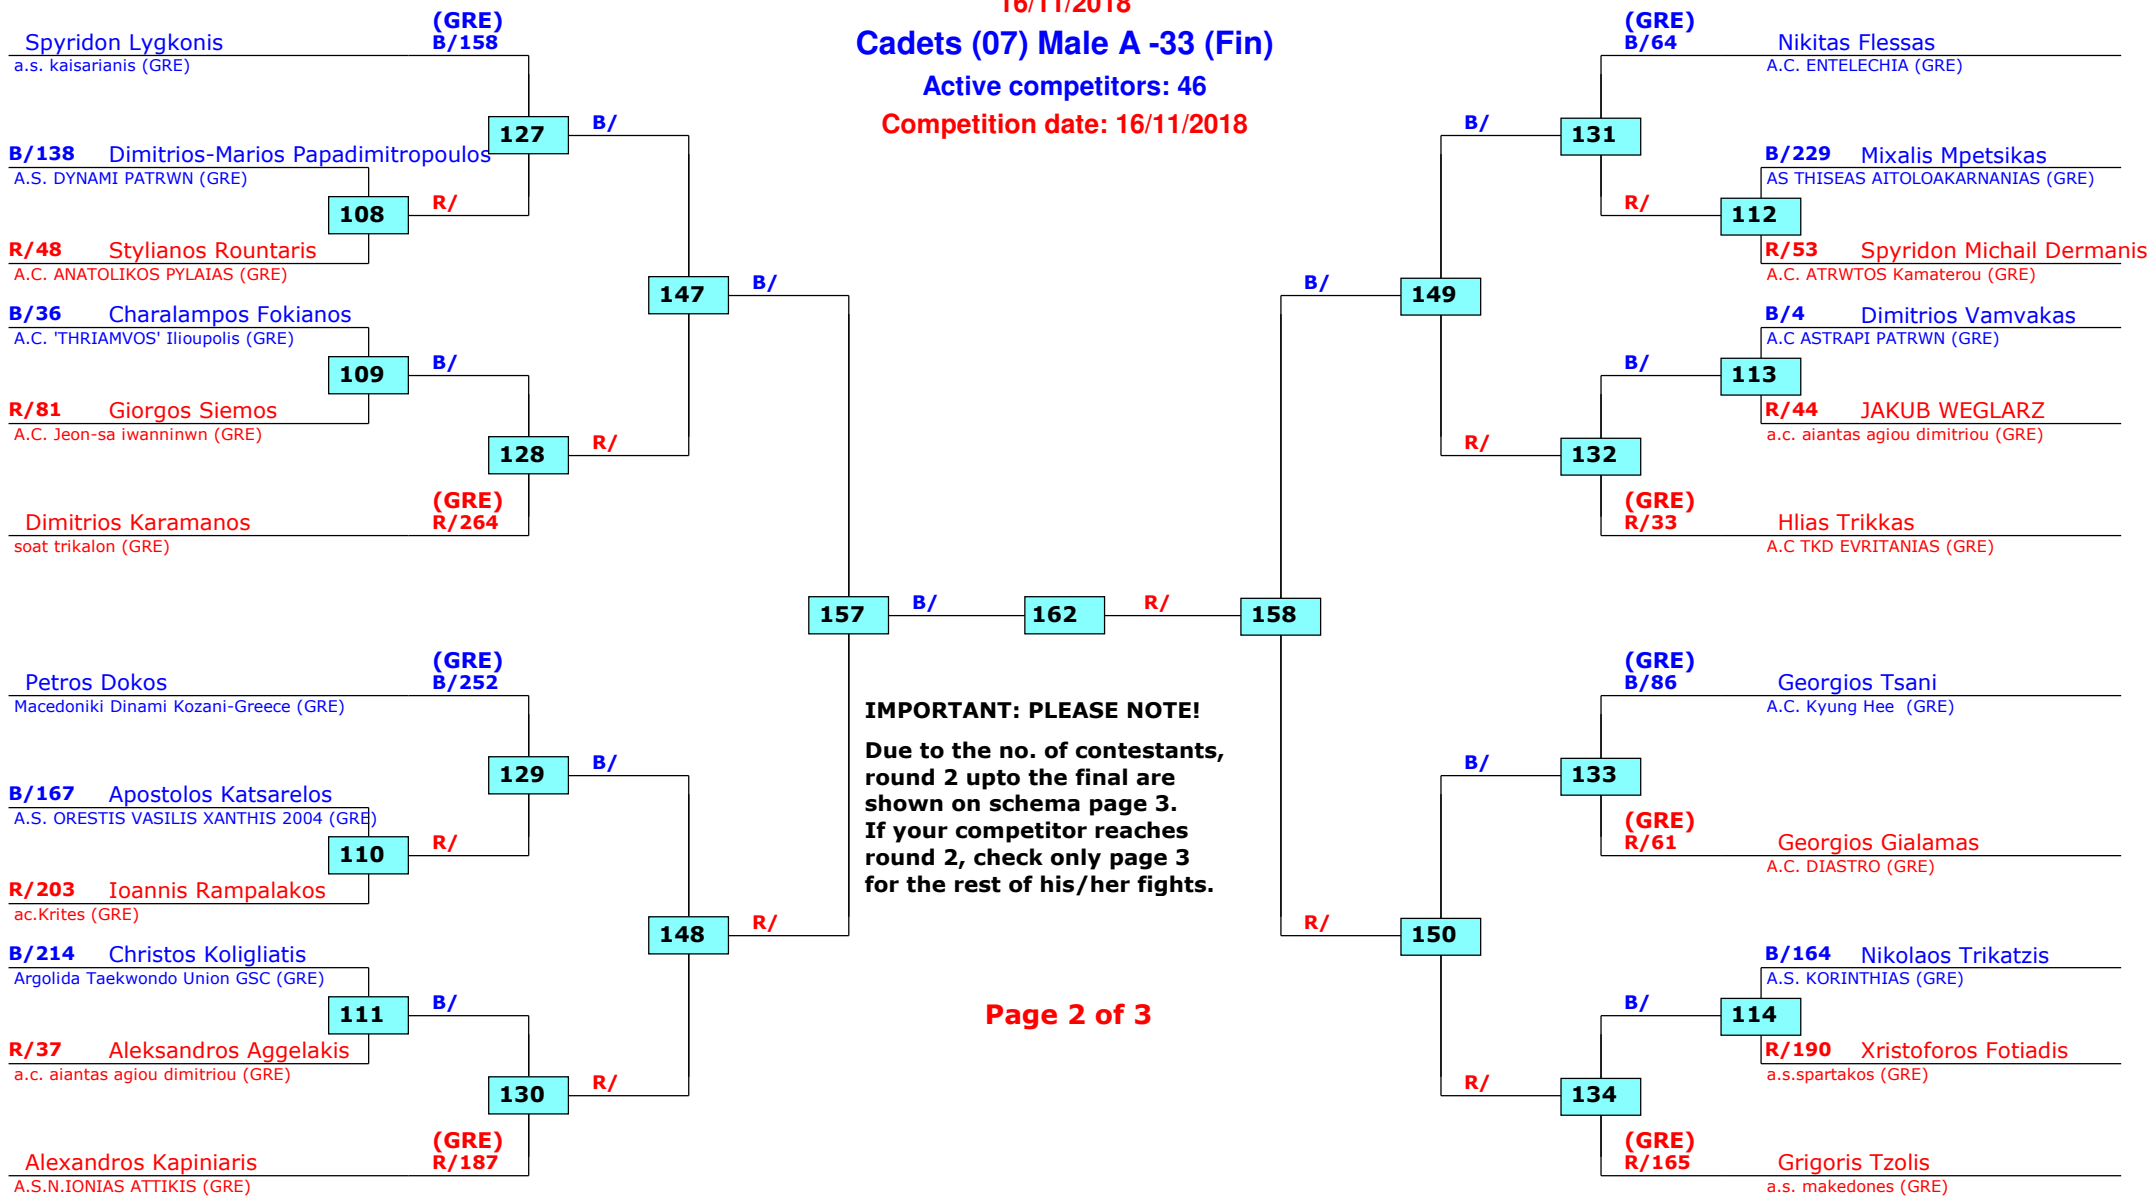 16/11/2018
Cadets (07) Male A -33 (Fin)
Active competitors: 46
Competition date: 16/11/2018
(GRE)
Spyridon Lygkonis B/158
a.s. kaisarianis (GRE)
127 B/
B/138 Dimitrios-Marios Papadimitropoulos
A.S. DYNAMI PATRWN (GRE)
108 R/
R/48 Stylianos Rountaris
A.C. ANATOLIKOS PYLAIAS (GRE)
147 B/
B/36 Charalampos Fokianos
A.C. 'THRIAMVOS' Ilioupolis (GRE)
109 B/
R/81 Giorgos Siemos
A.C. Jeon-sa iwanninwn (GRE)
128 R/
(GRE)
Dimitrios Karamanos R/264
soat trikalon (GRE)
157 B/ 162 R/ 158
(GRE)
Petros Dokos B/252
Macedoniki Dinami Kozani-Greece (GRE)
129 B/
B/167 Apostolos Katsarelos
A.S. ORESTIS VASILIS XANTHIS 2004 (GRE)
110 R/
R/203 Ioannis Rampalakos
ac.Krites (GRE)
148 R/
B/214 Christos Koligliatis
Argolida Taekwondo Union GSC (GRE)
111 B/
R/37 Aleksandros Aggelakis
a.c. aiantas agiou dimitriou (GRE)
130 R/
(GRE)
Alexandros Kapiniaris R/187
A.S.N.IONIAS ATTIKIS (GRE)
IMPORTANT: PLEASE NOTE!
Due to the no. of contestants,
round 2 upto the final are
shown on schema page 3.
If your competitor reaches
round 2, check only page 3
for the rest of his/her fights.
Page 2 of 3
(GRE)
B/64 Nikitas Flessas
A.C. ENTELECHIA (GRE)
B/ 131
B/229 Mixalis Mpetsikas
AS THISEAS AITOLOAKARNANIAS (GRE)
R/ 112
R/53 Spyridon Michail Dermanis
A.C. ATRWTOS Kamaterou (GRE)
B/ 149
B/4 Dimitrios Vamvakas
A.C ASTRAPI PATRWN (GRE)
B/ 113
R/44 JAKUB WEGLARZ
a.c. aiantas agiou dimitriou (GRE)
R/ 132
(GRE)
R/33 Hlias Trikkas
A.C TKD EVRITANIAS (GRE)
(GRE)
B/86 Georgios Tsani
A.C. Kyung Hee (GRE)
B/ 133
(GRE)
R/61 Georgios Gialamas
A.C. DIASTRO (GRE)
R/ 150
B/164 Nikolaos Trikatzis
A.S. KORINTHIAS (GRE)
B/ 114
R/190 Xristoforos Fotiadis
a.s.spartakos (GRE)
R/ 134
(GRE)
R/165 Grigoris Tzolis
a.s. makedones (GRE)